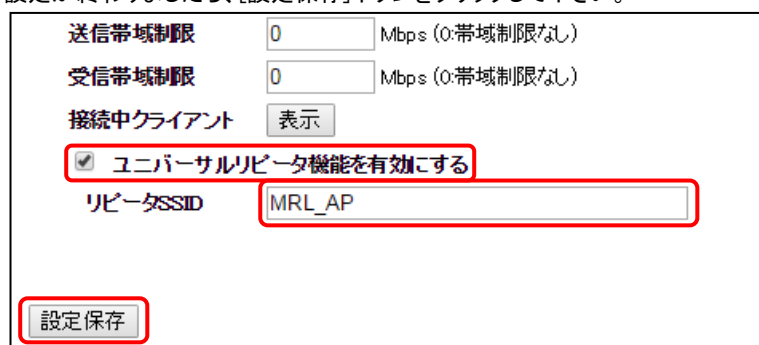 設定が終わりましたら、[設定保存]ボタンをクリックして下さい。
送信帯域制限 0 Mbps (0:帯域制限なし)
受信帯域制限 0 Mbps (0:帯域制限なし)
接続中クライアント 表示
ユニバーサルリピータ機能を有効にする
リピータSSID MRL_AP
設定保存